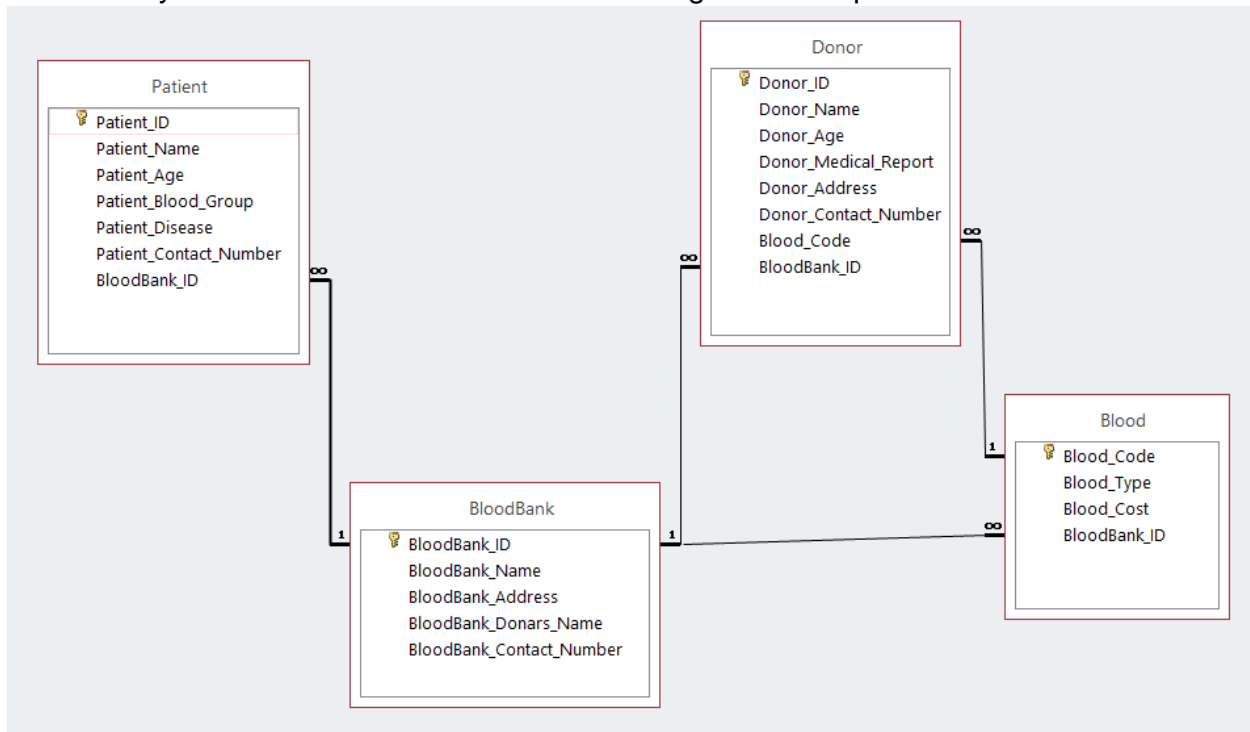 Patient
Patient_ID
Patient_Name
Patient_Age
Patient_Blood_Group
Patient_Disease
Patient_Contact_Number
BloodBank_ID
∞
1
Donor
Donor_ID
Donor_Name
Donor_Age
Donor_Medical_Report
Donor_Address
Donor_Contact_Number
Blood_Code
BloodBank_ID
∞
∞
BloodBank
BloodBank_ID
BloodBank_Name
BloodBank_Address
BloodBank_Donars_Name
BloodBank_Contact_Number
1
Blood
Blood_Code
Blood_Type
Blood_Cost
BloodBank_ID
1
∞